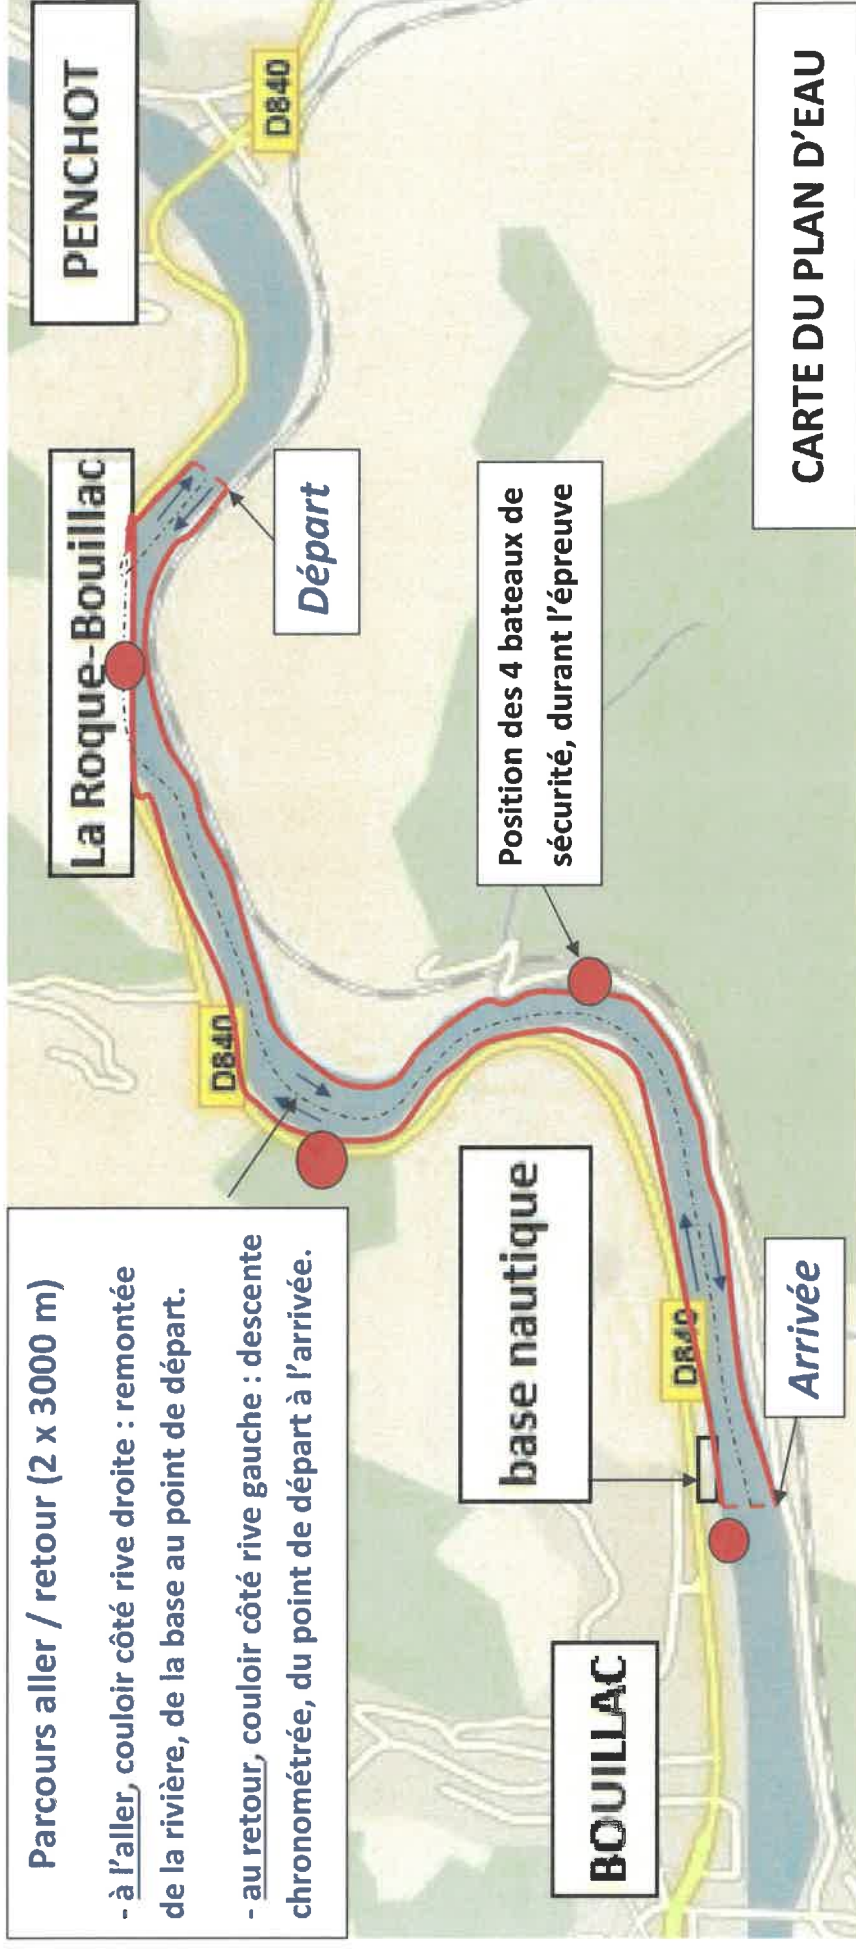 Parcours aller / retour (2 x 3000 m)
- à l'aller, couloir côté rive droite : remontée
de la rivière, de la base au point de départ.
- au retour, couloir côté rive gauche : descente
chronométrée, du point de départ à l'arrivée.
La Roque-Bouillac
PENCHOT
D840
D840
Départ
base nautique
Position des 4 bateaux de
sécurité, durant l'épreuve
D840
BOUILLAC
Arrivée
CARTE DU PLAN D'EAU